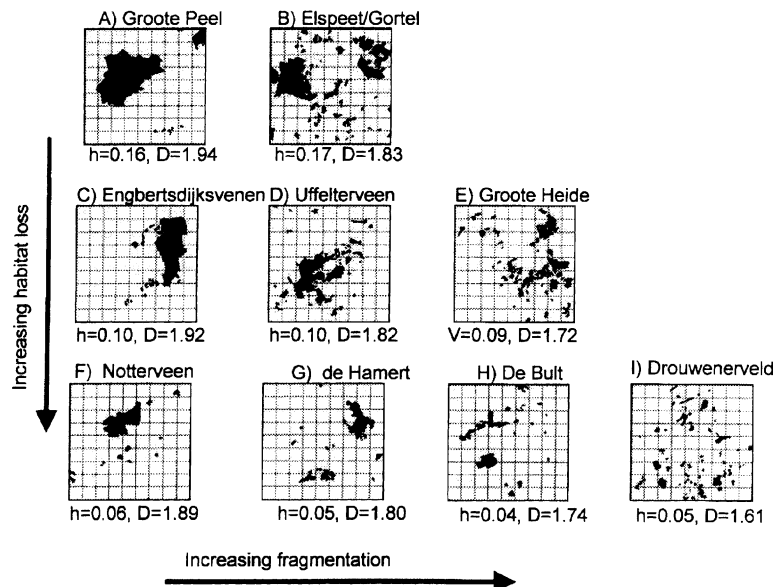 A) Groote Peel
B) Elspeet/Gortel
h=0.16, D=1.94
h=0.17, D=1.83
C) Engbertsdijksvenen
D) Uffelterveen
E) Groote Heide
h=0.10, D=1.92
h=0.10, D=1.82
V=0.09, D=1.72
Increasing habitat loss
F) Notterveen
G) de Hamert
H) De Bult
I) Drouwenerveld
h=0.06, D=1.89
h=0.05, D=1.80
h=0.04, D=1.74
h=0.05, D=1.61
Increasing fragmentation